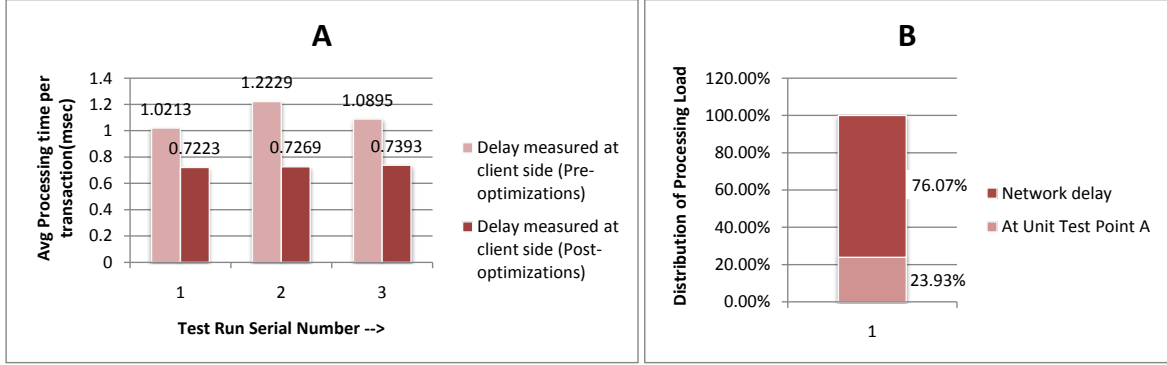 A
Avg Processing time per
transaction(msec)
1.4
1.2
1
0.8
0.6
0.4
0.2
0
1.0213
1.2229
1.0895
0.7223
0.7269
0.7393
1
2
3
Test Run Serial Number -->
Delay measured at
client side (Pre-
optimizations)
Delay measured at
client side (Post-
optimizations)
B
Distribution of Processing Load
120.00%
100.00%
80.00%
60.00%
40.00%
20.00%
0.00%
76.07%
23.93%
1
Network delay
At Unit Test Point A